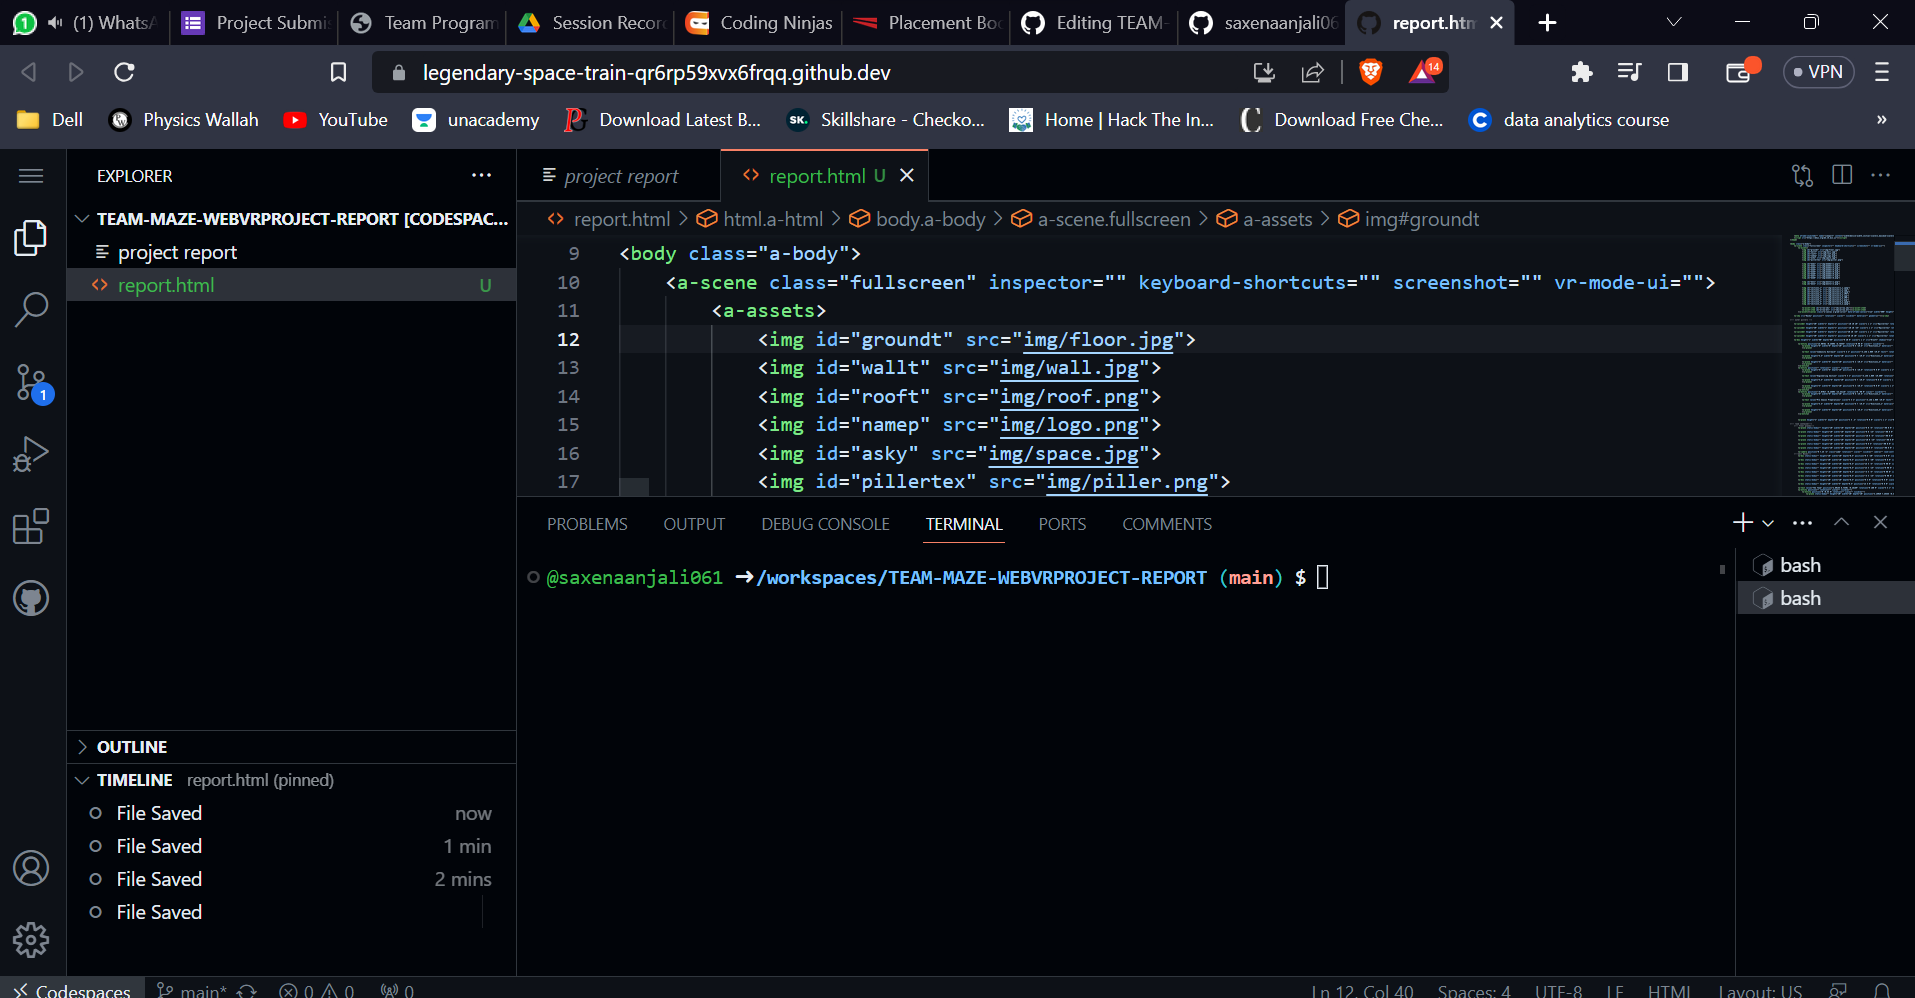 (1) WhatsA
Project Submis
Team Program
Session Recor
Coding Ninjas
Placement Boo
Editing TEAM-
saxenaanjali06
report.htm
legendary-space-train-qr6rp59xvx6frqq.github.dev
14
VPN
Dell
Physics Wallah
YouTube
unacademy
Download Latest B...
SK.
Skillshare - Checko...
Home | Hack The In...
Download Free Che...
data analytics course
»
EXPLORER
TEAM-MAZE-WEBVRPROJECT-REPORT [CODESPAC...
project report
report.html U
project report
report.html U
report.html > html.a-html > body.a-body > a-scene.fullscreen > a-assets > img#groundt
9 <body class="a-body">
10 <a-scene class="fullscreen" inspector="" keyboard-shortcuts="" screenshot="" vr-mode-ui="">
11 <a-assets>
12 <img id="groundt" src="img/floor.jpg">
13 <img id="wallt" src="img/wall.jpg">
14 <img id="rooft" src="img/roof.png">
15 <img id="namep" src="img/logo.png">
16 <img id="asky" src="img/space.jpg">
17 <img id="pillertex" src="img/piller.png">
1
PROBLEMS OUTPUT DEBUG CONSOLE TERMINAL PORTS COMMENTS
@saxenaanjali061 ➜ /workspaces/TEAM-MAZE-WEBVRPROJECT-REPORT (main) $
bash
bash
OUTLINE
TIMELINE report.html (pinned)
File Saved now
File Saved 1 min
File Saved 2 mins
File Saved
Codespaces main* 0 0 0
Ln 12, Col 40 Spaces: 4 UTF-8 LF HTML Layout: US